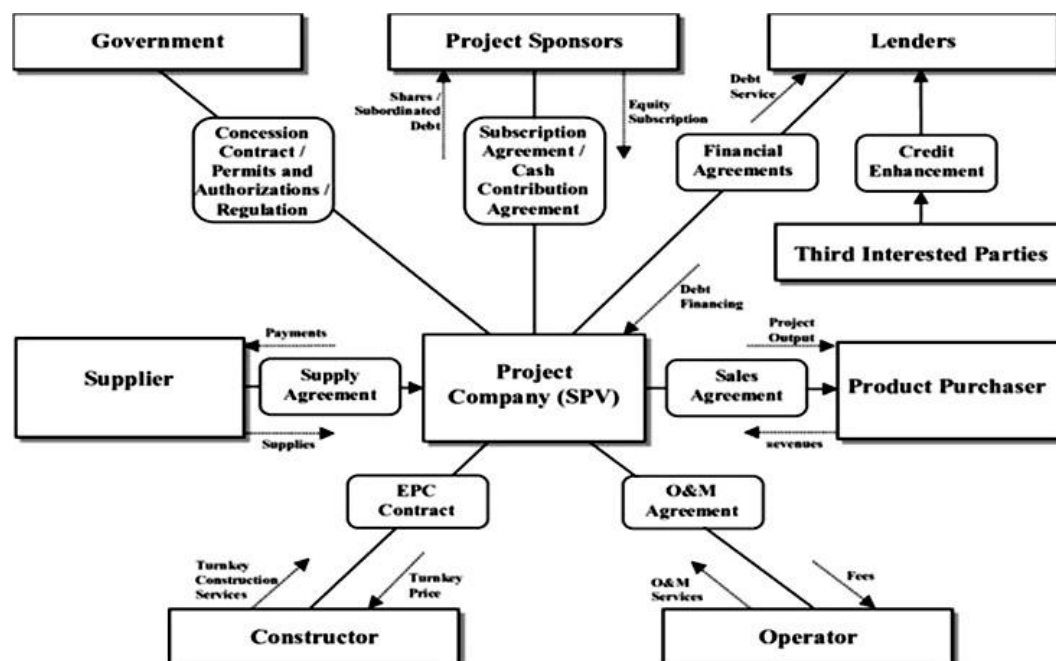 Government
Project Sponsors
Lenders
Shares /
Subordinated
Debt
Equity
Subscription
Debt
Service
Concession
Contract /
Permits and
Authorizations /
Regulation
Subscription
Agreement /
Cash
Contribution
Agreement
Financial
Agreements
Credit
Enhancement
Third Interested Parties
Debt
Financing
Payments
Project
Output
Supplier
Supply
Agreement
Project
Company (SPV)
Sales
Agreement
Product Purchaser
Supplies
Revenues
EPC
Contract
O&M
Agreement
Turnkey
Construction
Services
Turnkey
Price
O&M
Services
Fees
Constructor
Operator